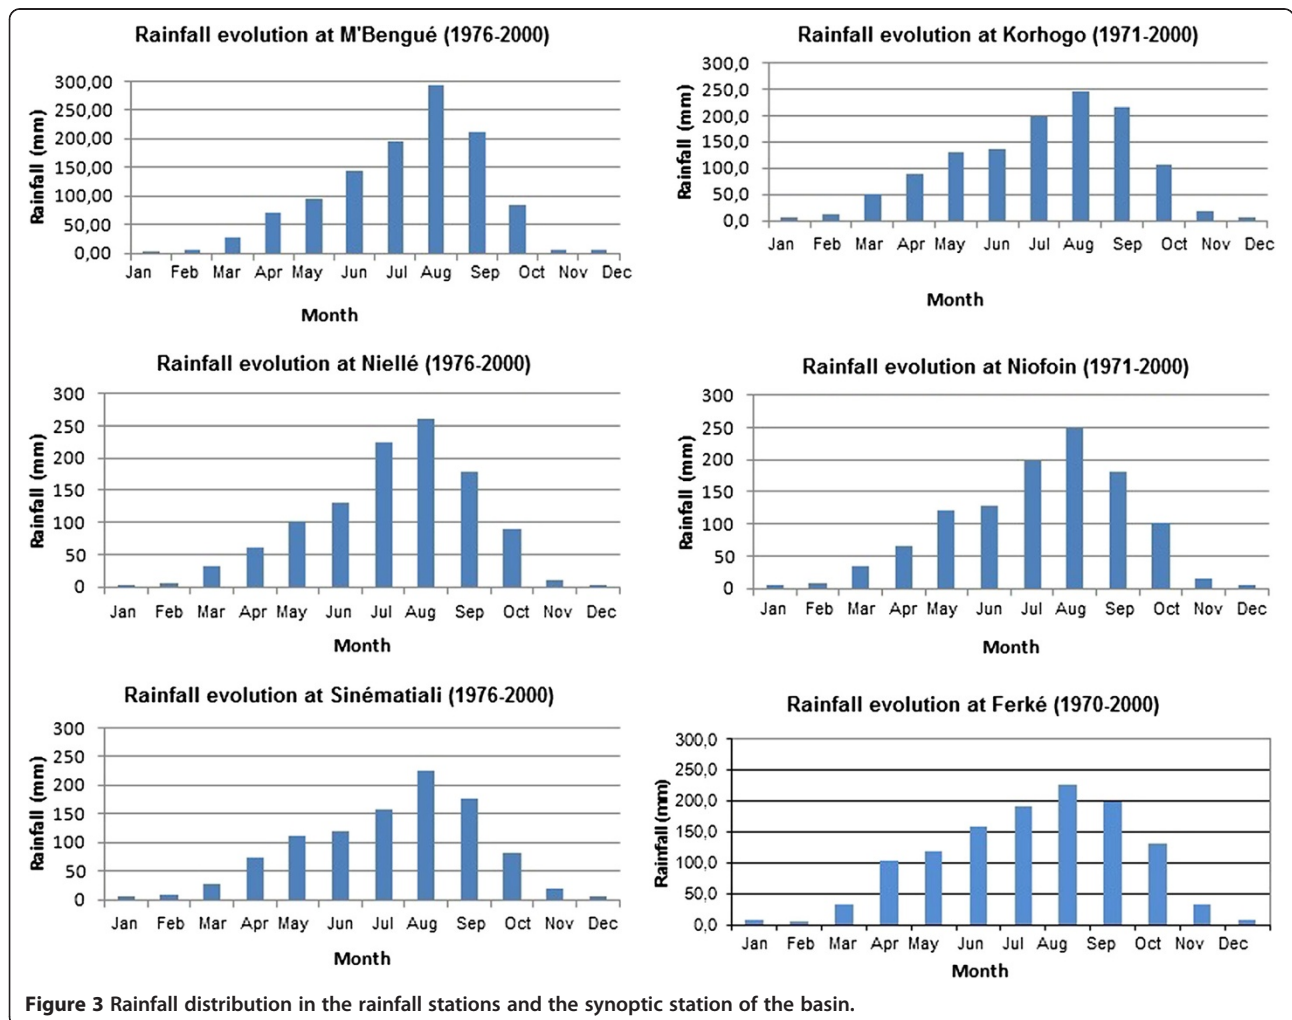 Rainfall evolution at M'Bengué (1976-2000)
Rainfall (mm)
300,00
250,00
200,00
150,00
100,00
50,00
0,00
Jan Feb Mar Apr May Jun Jul Aug Sep Oct Nov Dec
Month
Rainfall evolution at Korhogo (1971-2000)
Rainfall (mm)
300,0
250,0
200,0
150,0
100,0
50,0
0,0
Jan Feb Mar Apr May Jun Jul Aug Sep Oct Nov Dec
Month
Rainfall evolution at Niellé (1976-2000)
Rainfall (mm)
300
250
200
150
100
50
0
Jan Feb Mar Apr May Jun Jul Aug Sep Oct Nov Dec
Month
Rainfall evolution at Niofoin (1971-2000)
Rainfall (mm)
300
250
200
150
100
50
0
Jan Feb Mar Apr May Jun Jul Aug Sep Oct Nov Dec
Month
Rainfall evolution at Sinématiali (1976-2000)
Rainfall (mm)
300
250
200
150
100
50
0
Jan Feb Mar Apr May Jun Jul Aug Sep Oct Nov Dec
Month
Rainfall evolution at Ferké (1970-2000)
Rainfall (mm)
300,0
250,0
200,0
150,0
100,0
50,0
0,0
Jan Feb Mar Apr May Jun Jul Aug Sep Oct Nov Dec
Month
Figure 3 Rainfall distribution in the rainfall stations and the synoptic station of the basin.